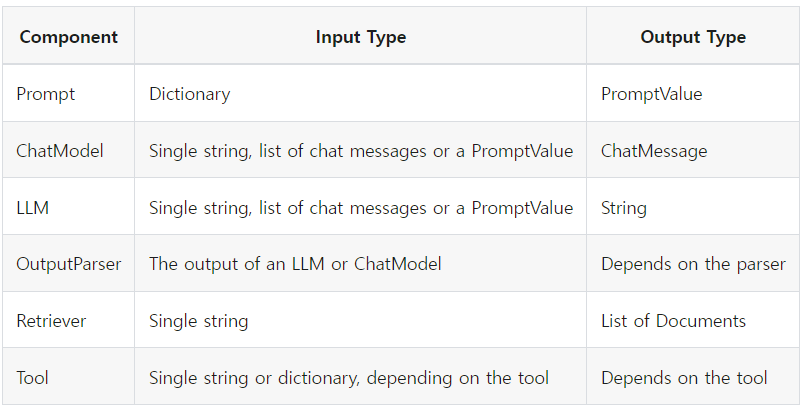 Component Input Type Output Type
Prompt Dictionary PromptValue
ChatModel Single string, list of chat messages or a PromptValue ChatMessage
LLM Single string, list of chat messages or a PromptValue String
OutputParser The output of an LLM or ChatModel Depends on the parser
Retriever Single string List of Documents
Tool Single string or dictionary, depending on the tool Depends on the tool